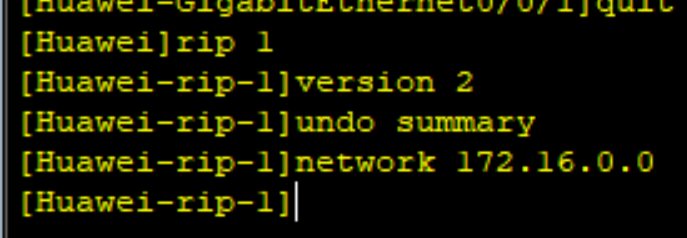 [Huawei-GigabitEthernet0/0/1]quit
[Huawei]rip 1
[Huawei-rip-1]version 2
[Huawei-rip-1]undo summary
[Huawei-rip-1]network 172.16.0.0
[Huawei-rip-1]